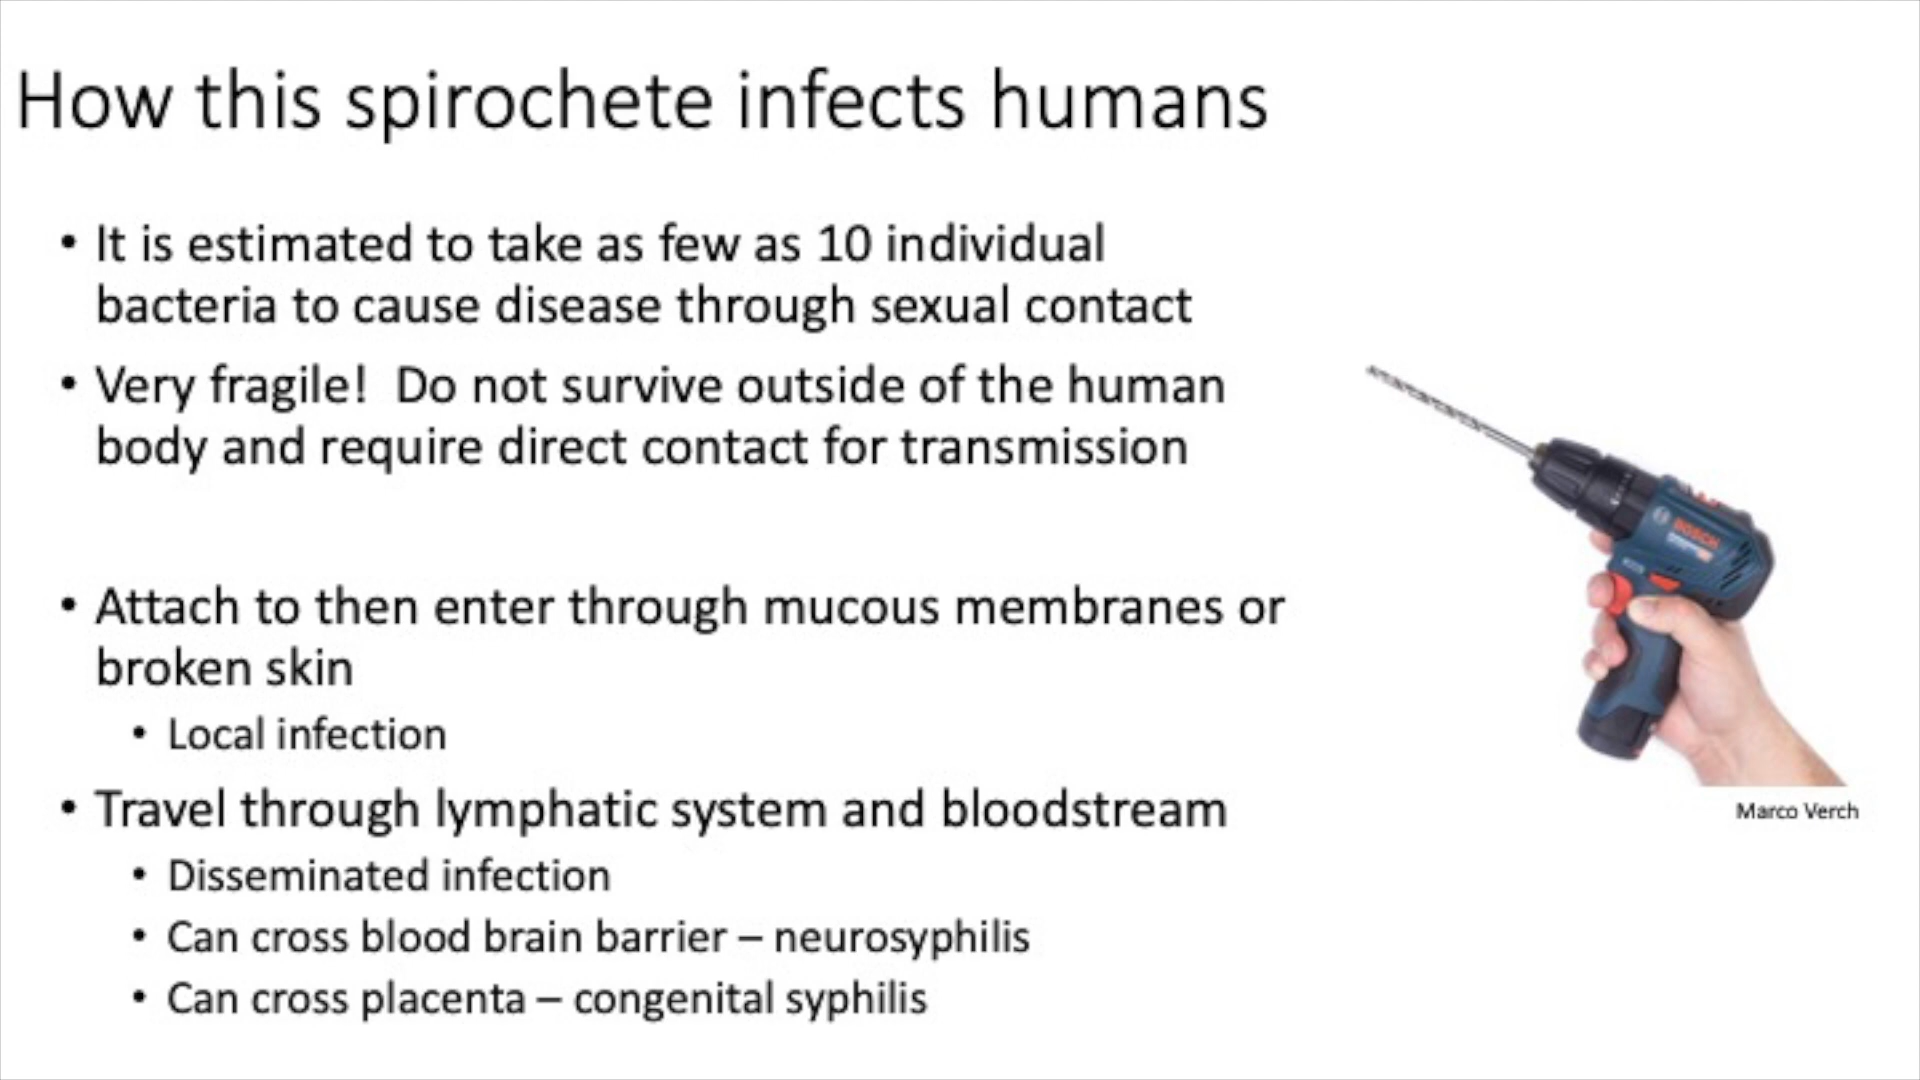 How this spirochete infects humans
• It is estimated to take as few as 10 individual
bacteria to cause disease through sexual contact
• Very fragile!  Do not survive outside of the human
body and require direct contact for transmission
• Attach to then enter through mucous membranes or
broken skin
• Local infection
• Travel through lymphatic system and bloodstream
• Disseminated infection
• Can cross blood brain barrier – neurosyphilis
• Can cross placenta – congenital syphilis
BOSCH
Marco Verch